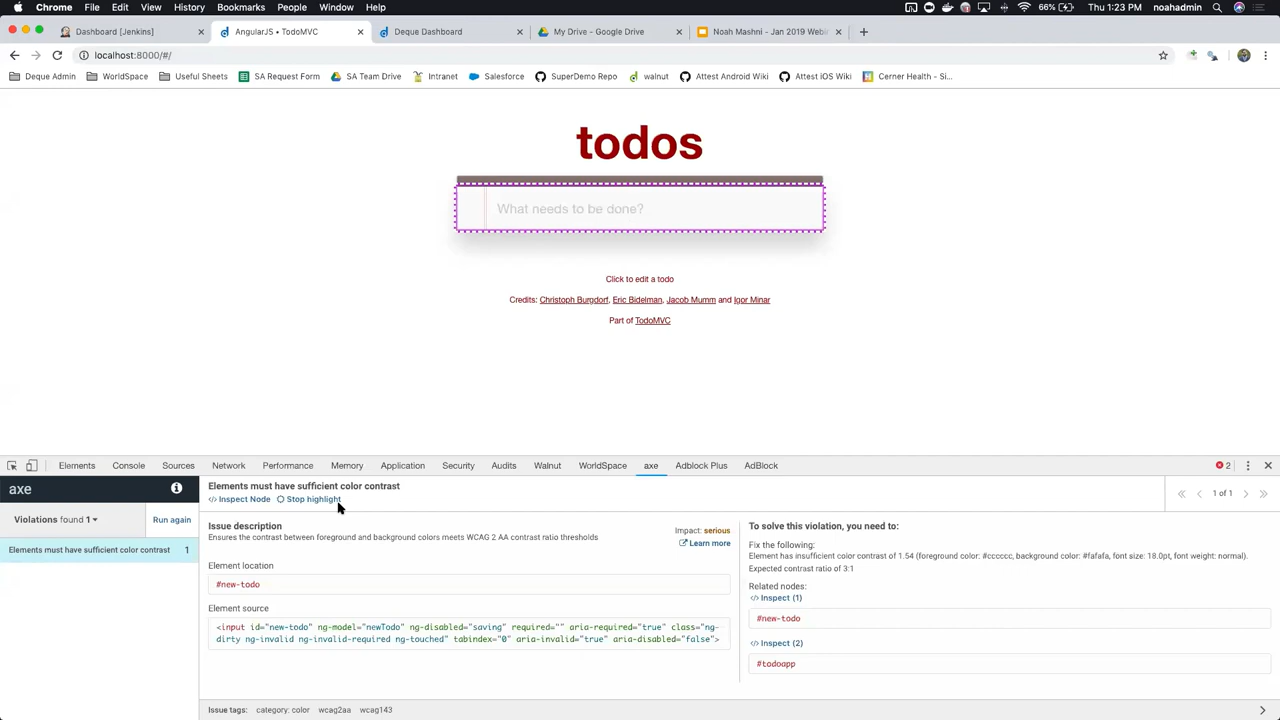 Chrome File Edit View History Bookmarks People Window Help 66% Thu 1:23 PM noahadmin
Dashboard [Jenkins] AngularJS • TodoMVC Deque Dashboard My Drive - Google Drive Noah Mashni - Jan 2019 Webi
localhost:8000/#/
Deque Admin WorldSpace Useful Sheets SA Request Form SA Team Drive Intranet Salesforce SuperDemo Repo walnut Attest Android Wiki Attest iOS Wiki Cerner Health - Si...
todos
What needs to be done?
Click to edit a todo
Credits: Christoph Burgdorf, Eric Bidelman, Jacob Mumm and Igor Minar
Part of TodoMVC
Elements Console Sources Network Performance Memory Application Security Audits Walnut WorldSpace axe Adblock Plus AdBlock 2
axe
Violations found 1 Run again
Elements must have sufficient color contrast 1
Elements must have sufficient color contrast
</> Inspect Node Stop highlight
1 of 1
Issue description
Ensures the contrast between foreground and background colors meets WCAG 2 AA contrast ratio thresholds
Impact: serious
Learn more
Element location
#new-todo
Element source
<input id="new-todo" ng-model="newTodo" ng-disabled="saving" required="" aria-required="true" class="ng-
dirty ng-invalid ng-invalid-required ng-touched" tabindex="0" aria-invalid="true" aria-disabled="false">
To solve this violation, you need to:
Fix the following:
Element has insufficient color contrast of 1.54 (foreground color: #cccccc, background color: #fafafa, font size: 18.0pt, font weight: normal).
Expected contrast ratio of 3:1
Related nodes:
</> Inspect (1)
#new-todo
</> Inspect (2)
#todoapp
Issue tags: category: color wcag2aa wcag143